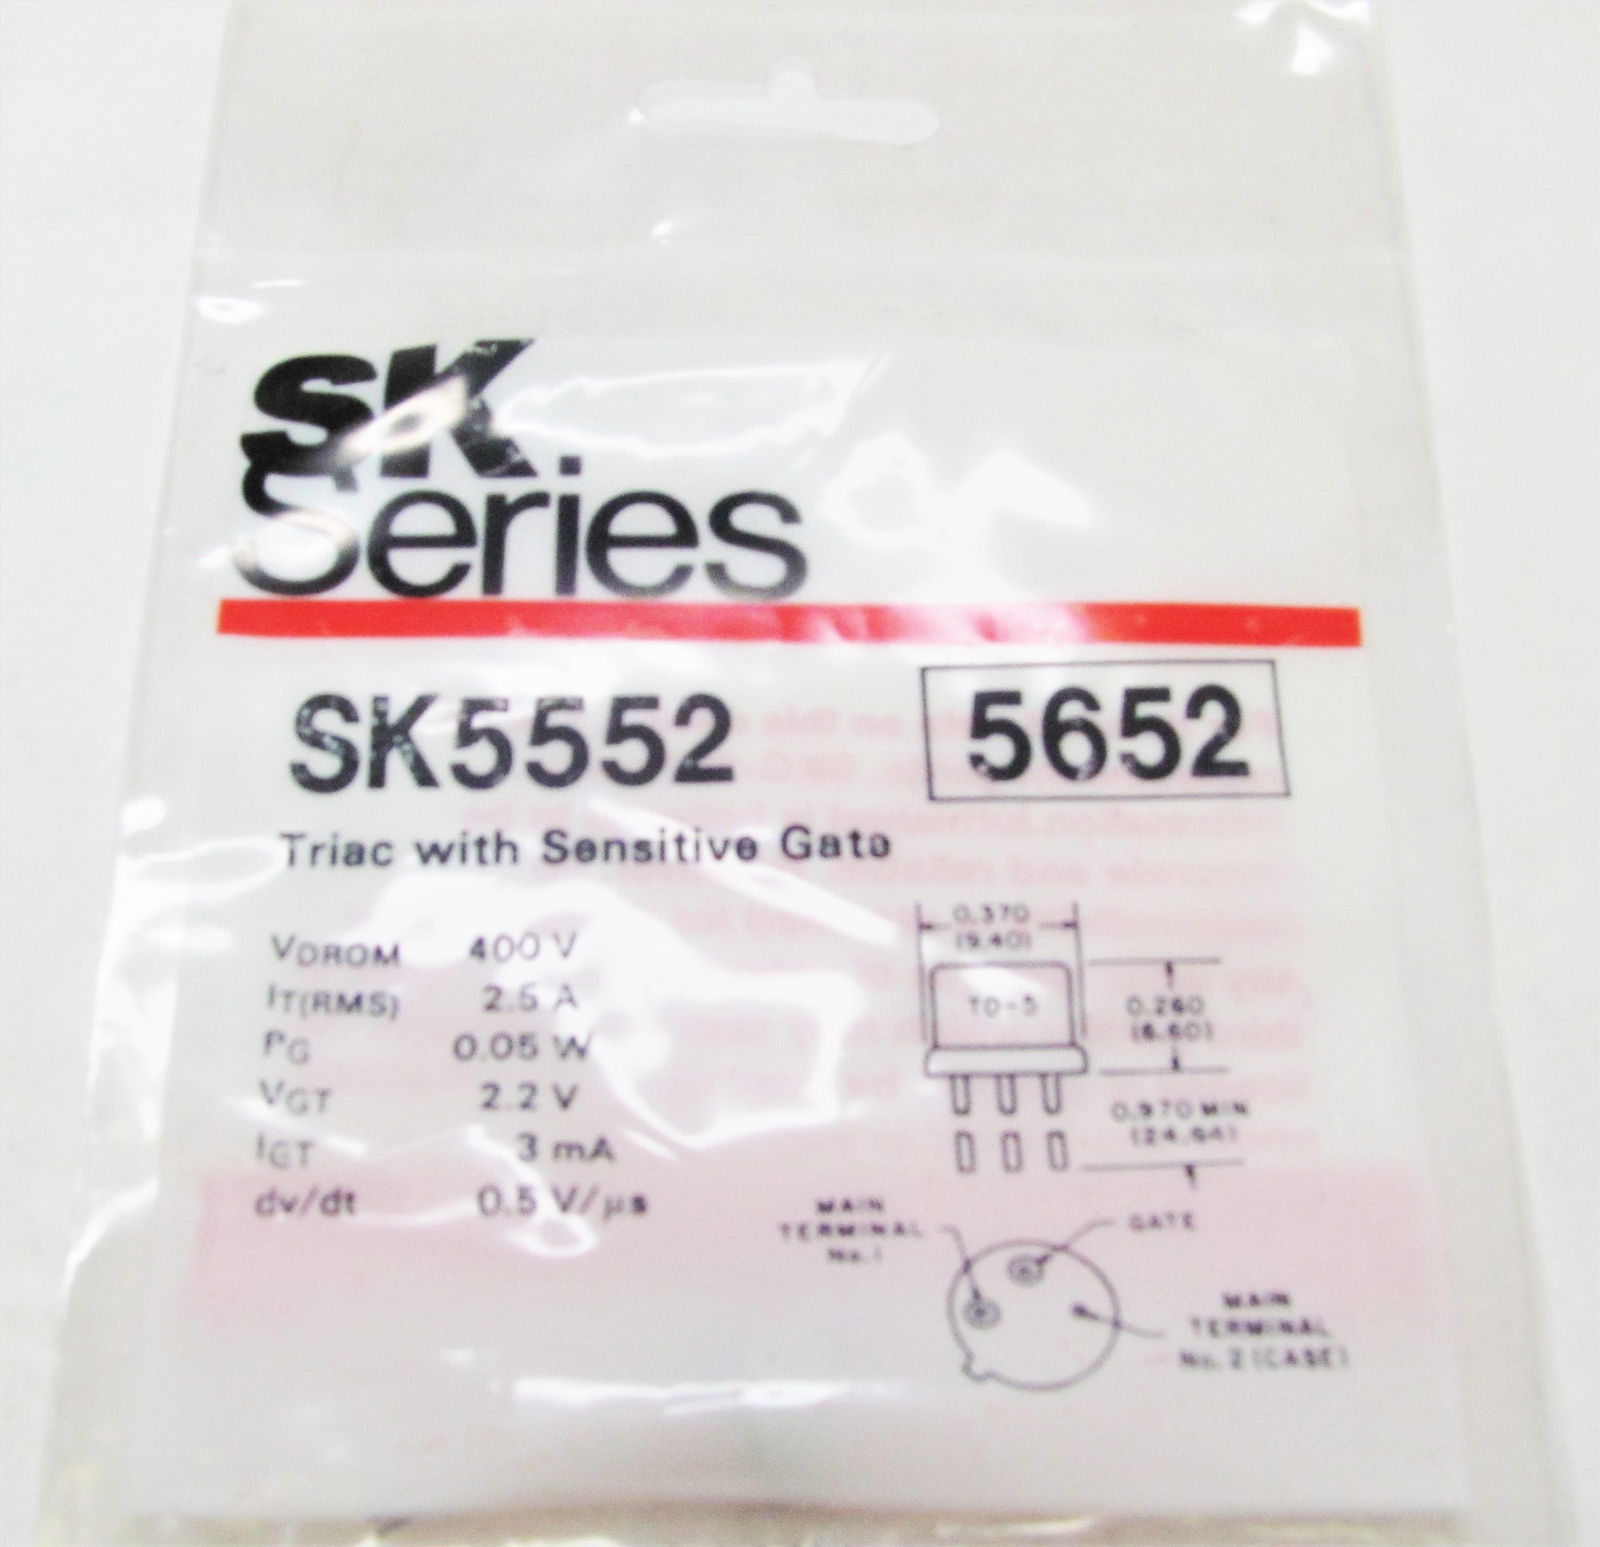 SK
Series
SK5552 5652
Triac with Sensitive Gate
VDROM 400 V
IT(RMS) 2.5 A
PG 0.05 W
VGT 2.2 V
IGT 3 mA
dv/dt 0.5 V/µs
0.370
(9.40)
TO-5
0.260
(6.60)
0.970 MIN
(24.64)
MAIN
TERMINAL
No. 1
GATE
MAIN
TERMINAL
No. 2 (CASE)